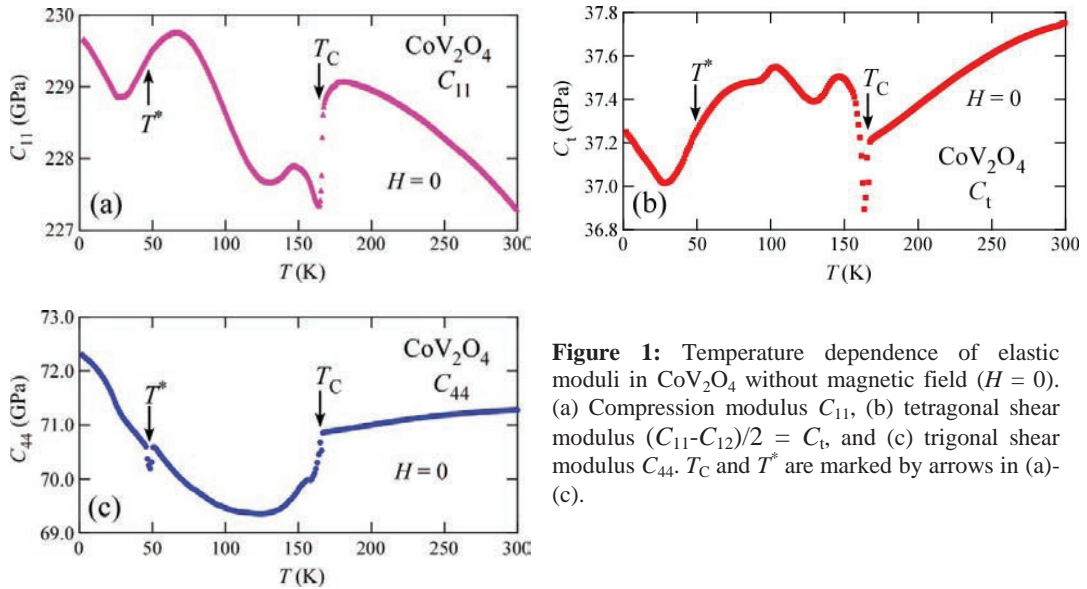 230
229
228
227
C11 (GPa)
T*
TC
CoV2O4
C11
H = 0
(a)
0 50 100 150 200 250 300
T (K)
37.8
37.6
37.4
37.2
37.0
36.8
Ct (GPa)
T*
TC
H = 0
CoV2O4
Ct
(b)
0 50 100 150 200 250 300
T (K)
73.0
72.0
71.0
70.0
69.0
C44 (GPa)
T*
TC
CoV2O4
C44
H = 0
(c)
0 50 100 150 200 250 300
T (K)
Figure 1: Temperature dependence of elastic
moduli in CoV2O4 without magnetic field (H = 0).
(a) Compression modulus C11, (b) tetragonal shear
modulus (C11-C12)/2 = Ct, and (c) trigonal shear
modulus C44. TC and T* are marked by arrows in (a)-
(c).